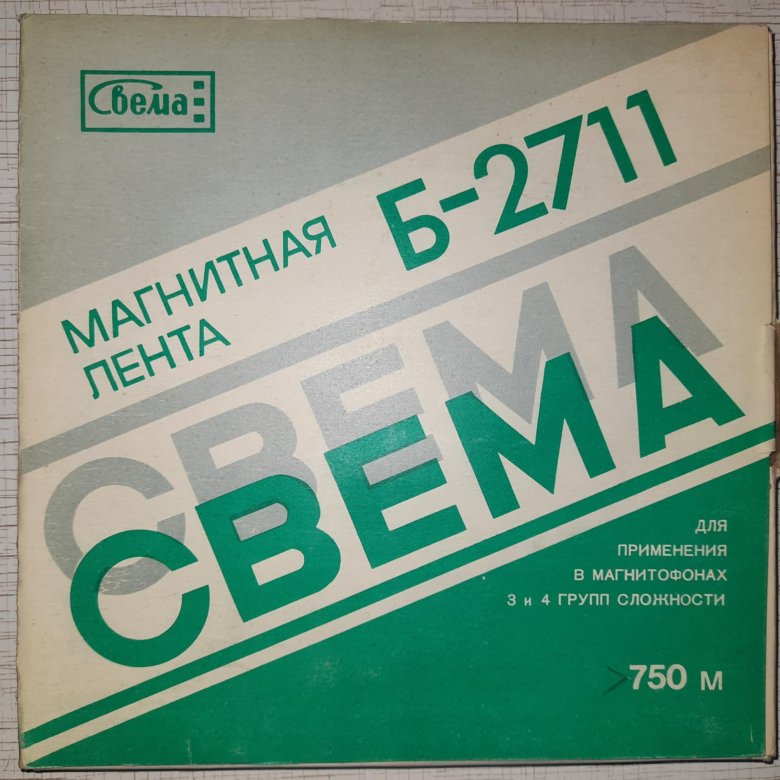 Свема
Б-2711
МАГНИТНАЯ
ЛЕНТА
СВЕМА
СВЕМА
ДЛЯ
ПРИМЕНЕНИЯ
В МАГНИТОФОНАХ
3 и 4 ГРУПП СЛОЖНОСТИ
>750 м